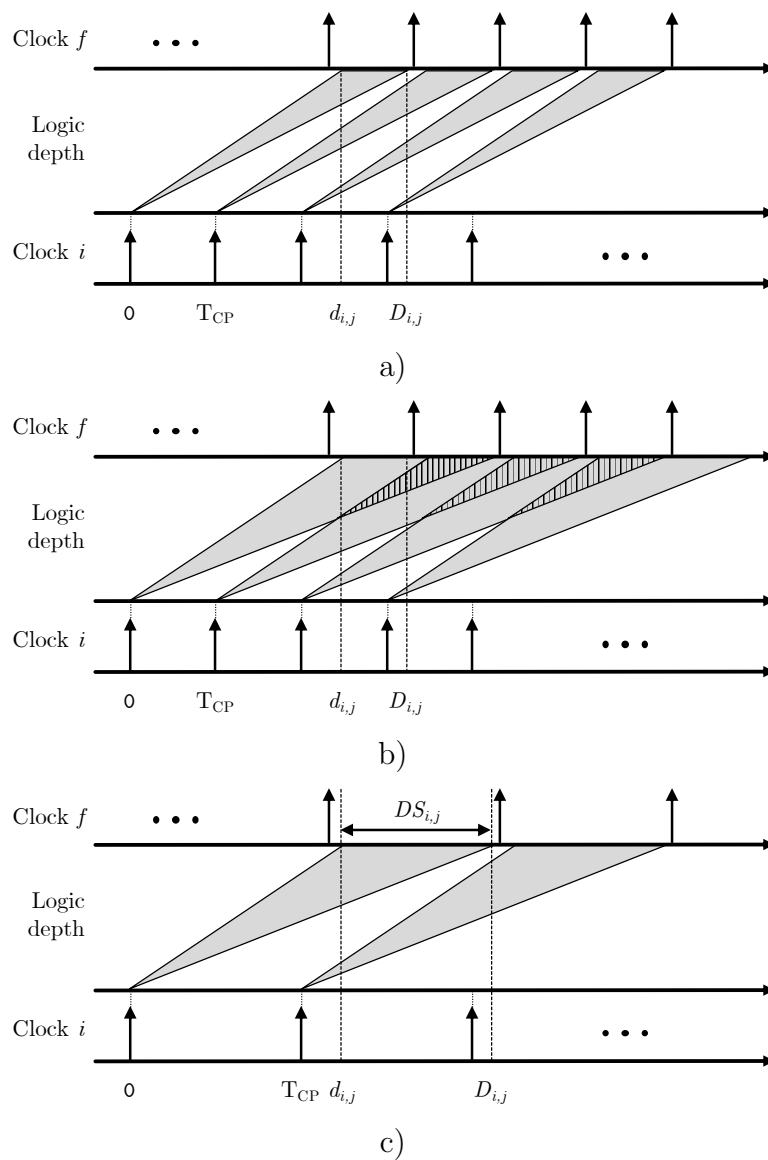 Clock f
Logic
depth
Clock i
0 T_CP d_{i,j} D_{i,j}
a)
Clock f
Logic
depth
Clock i
0 T_CP d_{i,j} D_{i,j}
b)
Clock f
DS_{i,j}
Logic
depth
Clock i
0 T_CP d_{i,j} D_{i,j}
c)